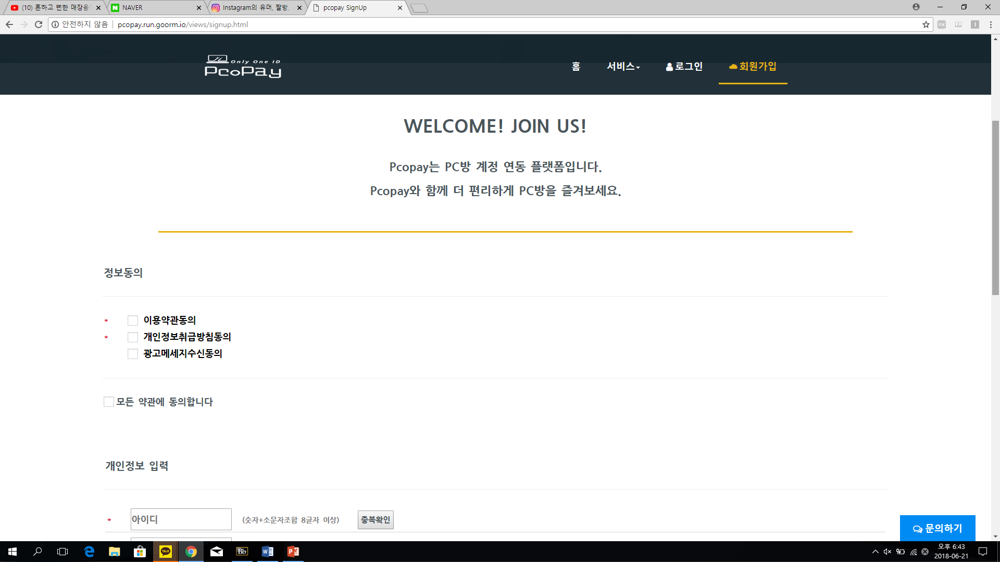 (10) 흔하고 뻔한 매장음
NAVER
Instagram의 유머, 짤방,
pcopay SignUp
안전하지 않음
pcopay.run.goorm.io/views/signup.html
Only One ID
PcoPay
홈
서비스
로그인
회원가입
WELCOME! JOIN US!
Pcopay는 PC방 계정 연동 플랫폼입니다.
Pcopay와 함께 더 편리하게 PC방을 즐겨보세요.
정보동의
* 이용약관동의
* 개인정보취급방침동의
광고메세지수신동의
모든 약관에 동의합니다
개인정보 입력
* 아이디 (숫자+소문자조합 8글자 이상) 중복확인
문의하기
TALK
Bb
오후 6:43
2018-06-21